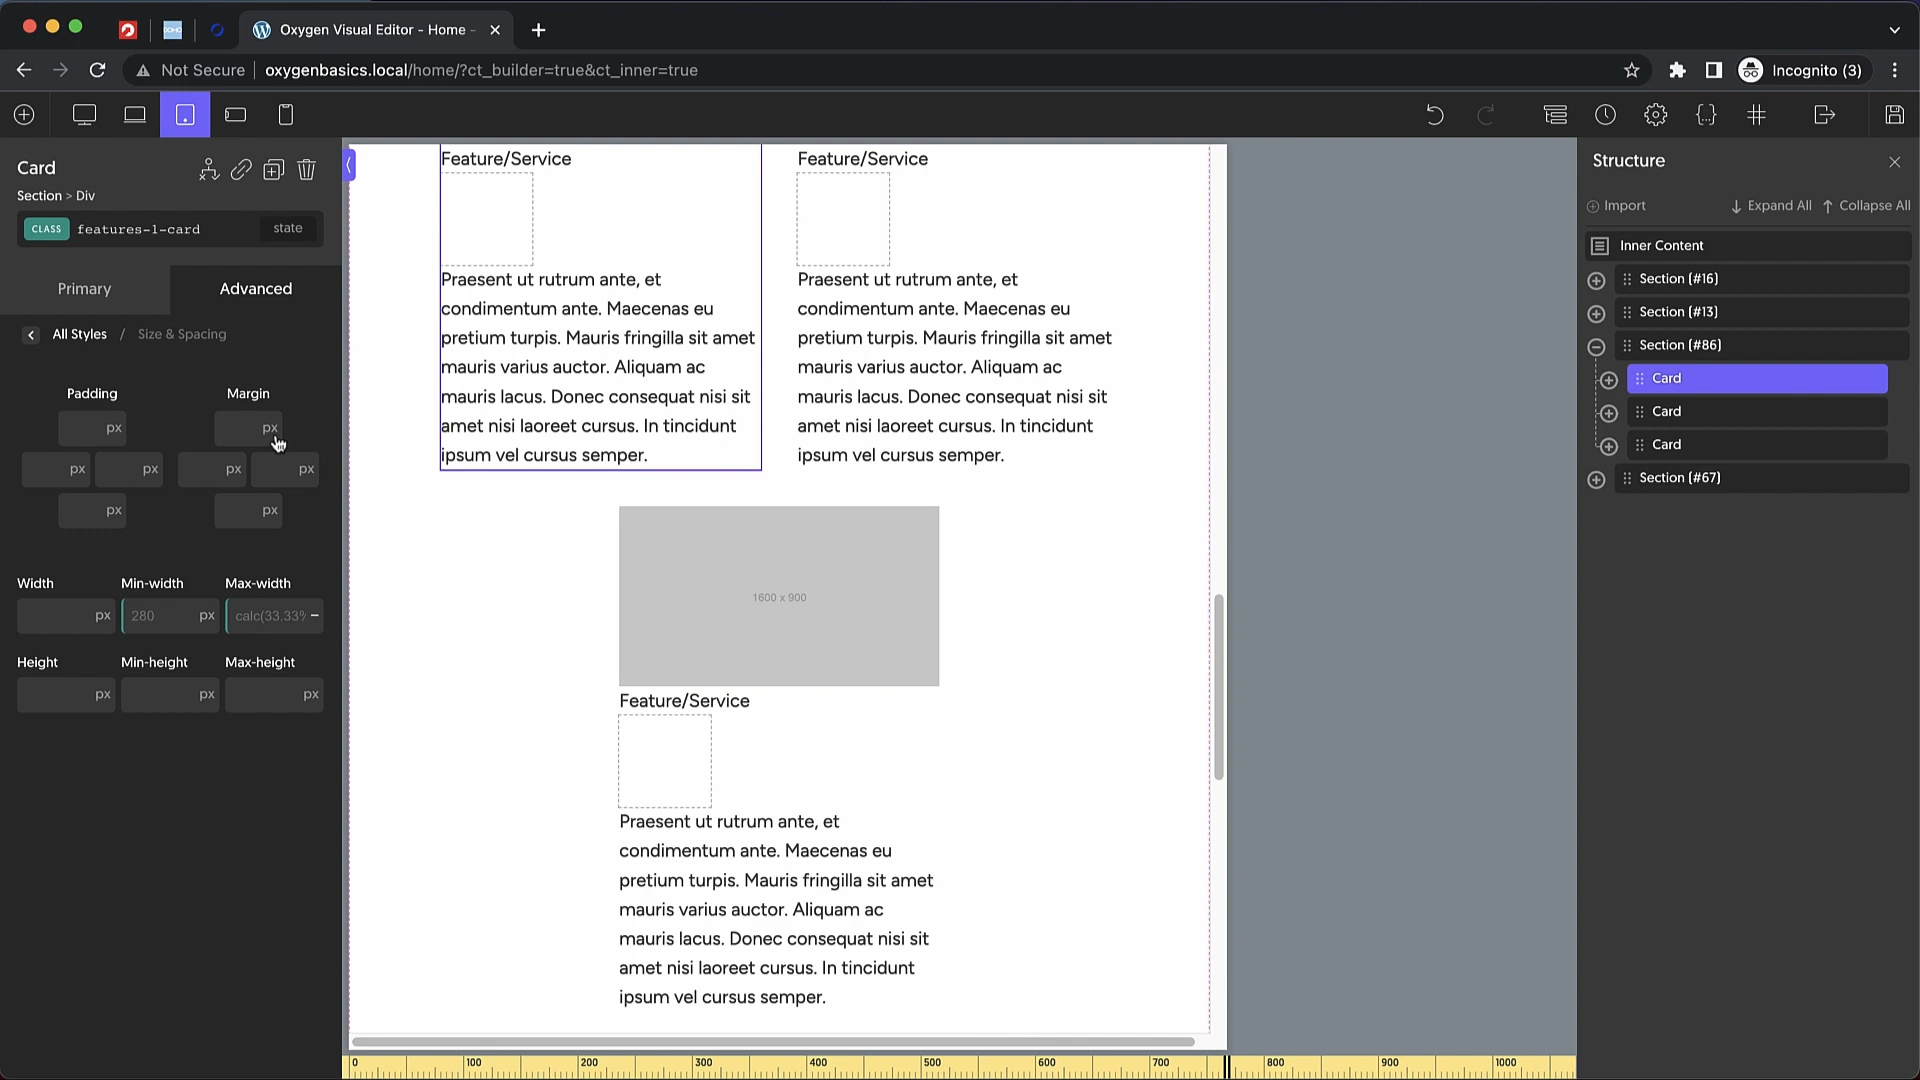 Oxygen Visual Editor - Home -
Not Secure
oxygenbasics.local/home/?ct_builder=true&ct_inner=true
Incognito (3)
Card
Section > Div
CLASS
features-1-card
state
Primary
Advanced
All Styles / Size & Spacing
Padding
Margin
px
px
px
px
px
px
px
px
Width
Min-width
Max-width
px
280
px
calc(33.33%
Height
Min-height
Max-height
px
px
px
Feature/Service
Praesent ut rutrum ante, et
condimentum ante. Maecenas eu
pretium turpis. Mauris fringilla sit amet
mauris varius auctor. Aliquam ac
mauris lacus. Donec consequat nisi sit
amet nisi laoreet cursus. In tincidunt
ipsum vel cursus semper.
Feature/Service
Praesent ut rutrum ante, et
condimentum ante. Maecenas eu
pretium turpis. Mauris fringilla sit amet
mauris varius auctor. Aliquam ac
mauris lacus. Donec consequat nisi sit
amet nisi laoreet cursus. In tincidunt
ipsum vel cursus semper.
1600 x 900
Feature/Service
Praesent ut rutrum ante, et
condimentum ante. Maecenas eu
pretium turpis. Mauris fringilla sit amet
mauris varius auctor. Aliquam ac
mauris lacus. Donec consequat nisi sit
amet nisi laoreet cursus. In tincidunt
ipsum vel cursus semper.
0 100 200 300 400 500 600 700 800 900 1000
Structure
Import
Expand All
Collapse All
Inner Content
Section (#16)
Section (#13)
Section (#86)
Card
Card
Card
Section (#67)